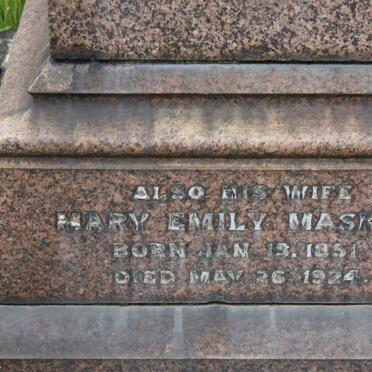 ALSO HIS WIFE
MARY EMILY
BORN JAN. 13. 1851.
DIED MAY 26. 1924.